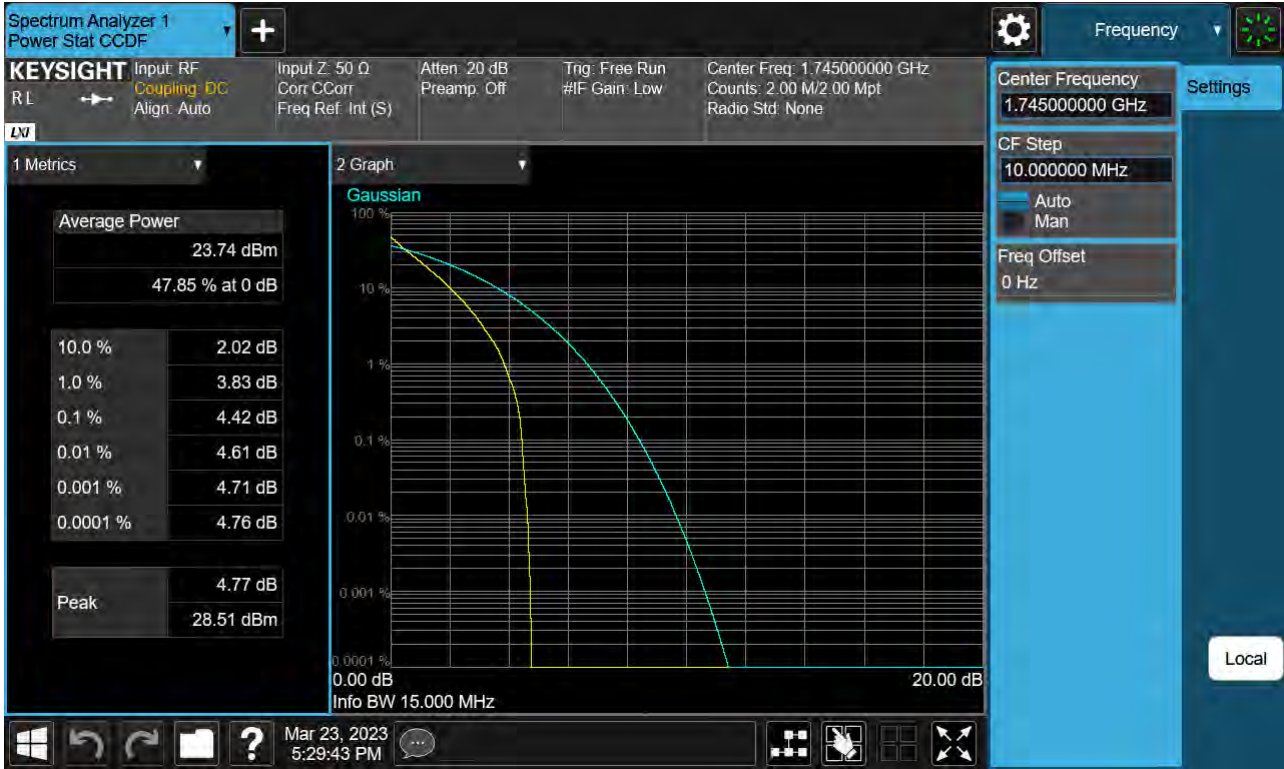 Spectrum Analyzer 1
Power Stat CCDF
+
Frequency
KEYSIGHT
R L
LXI
Input: RF
Coupling: DC
Align: Auto
Input Z: 50 Ω
Corr CCorr
Freq Ref: Int (S)
Atten: 20 dB
Preamp: Off
Trig: Free Run
#IF Gain: Low
Center Freq: 1.745000000 GHz
Counts: 2.00 M/2.00 Mpt
Radio Std: None
Center Frequency
1.745000000 GHz
Settings
CF Step
10.000000 MHz
Auto
Man
Freq Offset
0 Hz
1 Metrics
Average Power
23.74 dBm
47.85 % at 0 dB
10.0 % 2.02 dB
1.0 % 3.83 dB
0.1 % 4.42 dB
0.01 % 4.61 dB
0.001 % 4.71 dB
0.0001 % 4.76 dB
Peak
4.77 dB
28.51 dBm
2 Graph
Gaussian
100 %
10 %
1 %
0.1 %
0.01 %
0.001 %
0.0001 %
0.00 dB
20.00 dB
Info BW 15.000 MHz
Local
?
Mar 23, 2023
5:29:43 PM